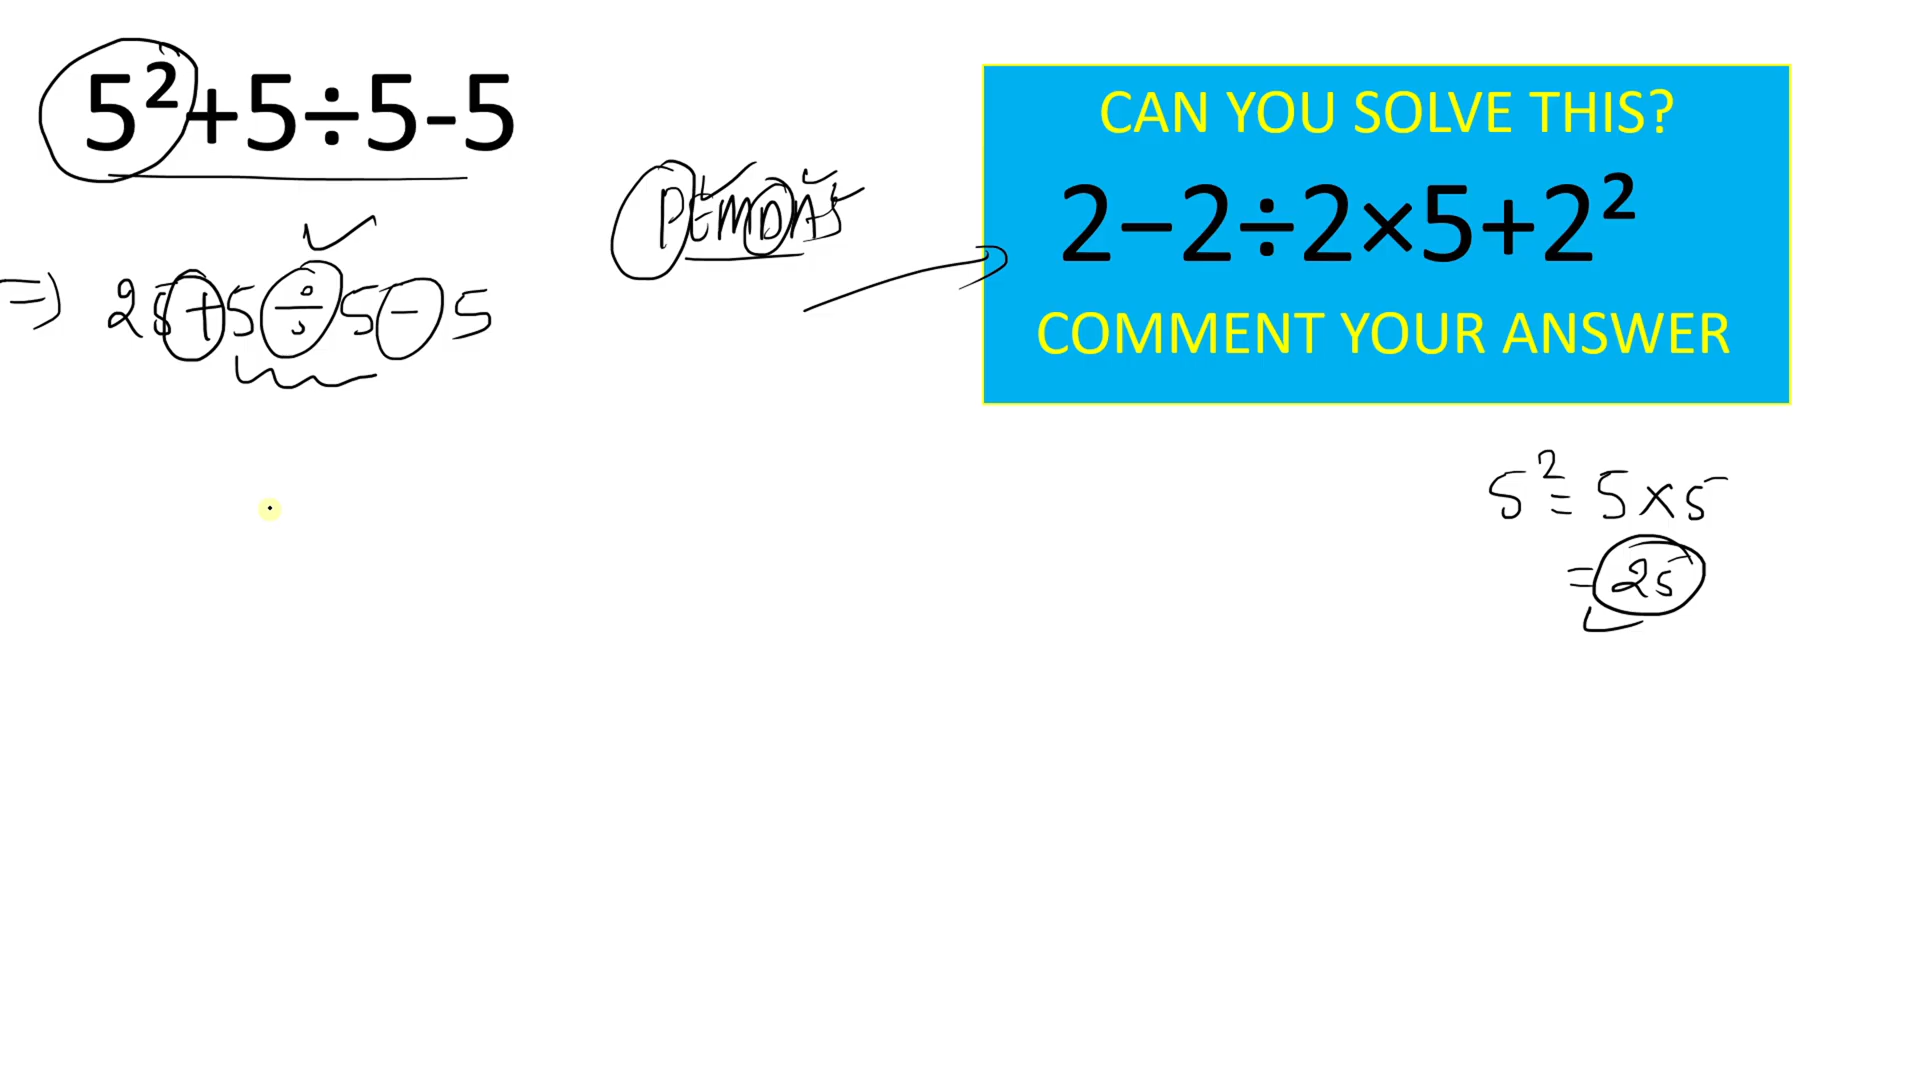 5²+5÷5-5
CAN YOU SOLVE THIS?
2−2÷2×5+2²
COMMENT YOUR ANSWER
PEMDAS
=> 25+5÷5-5
5²= 5×5
=25